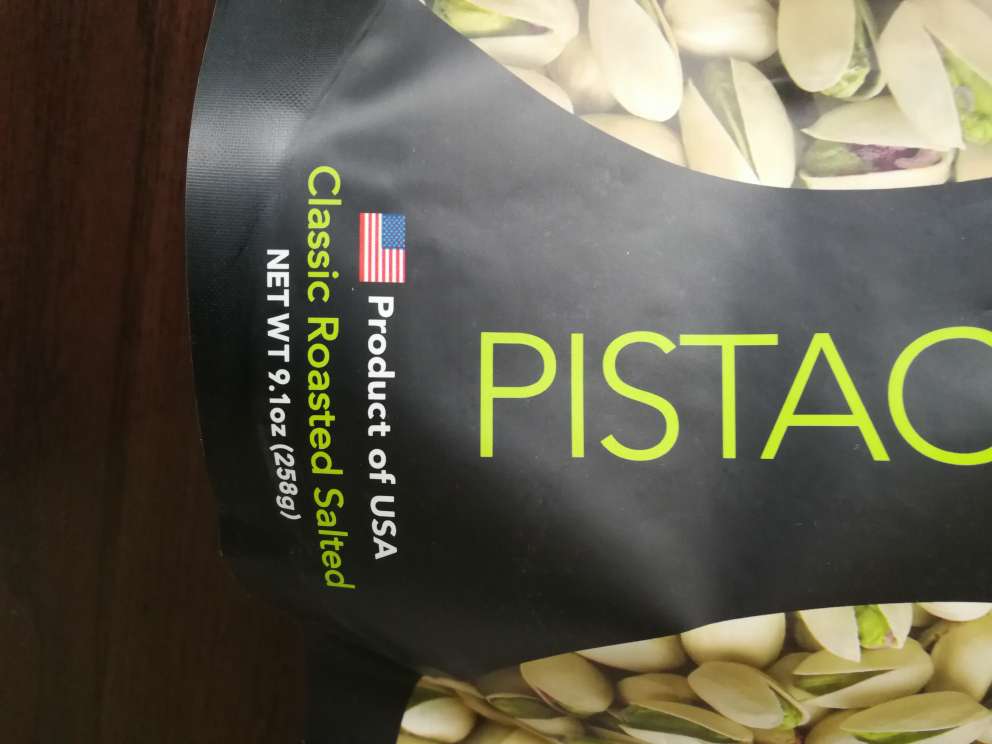 PISTAC
Product of USA
Classic Roasted Salted
NET WT 9.1oz (258g)